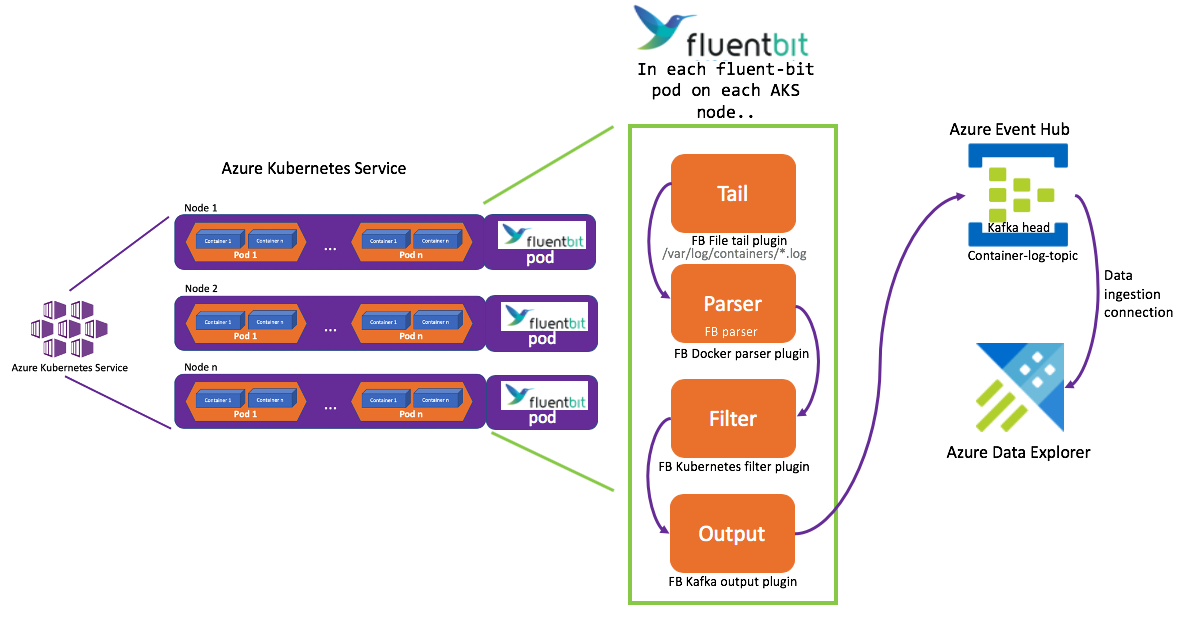 fluentbit
In each fluent-bit
pod on each AKS
node..
Azure Kubernetes Service
Node 1
Container 1
Container n
Pod 1
...
Container 1
Container n
Pod n
fluentbit
pod
Node 2
Container 1
Container n
Pod 1
...
Container 1
Container n
Pod n
fluentbit
pod
Node n
Container 1
Container n
Pod 1
...
Container 1
Container n
Pod n
fluentbit
pod
Azure Kubernetes Service
Tail
FB File tail plugin
/var/log/containers/*.log
Parser
FB parser
FB Docker parser plugin
Filter
FB Kubernetes filter plugin
Output
FB Kafka output plugin
Azure Event Hub
Kafka head
Container-log-topic
Data
ingestion
connection
Azure Data Explorer